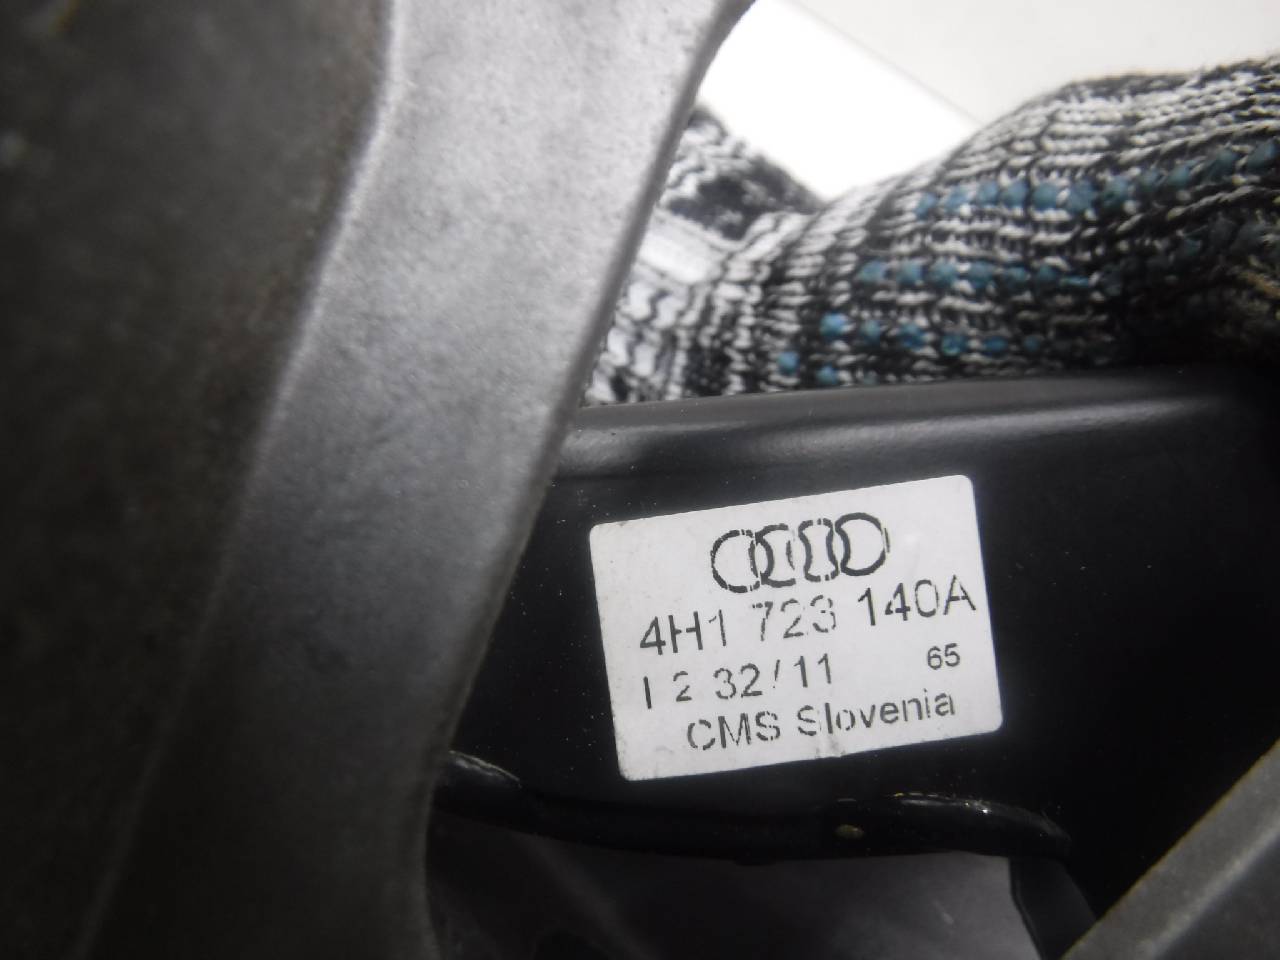 4H1 723 140A
I 2 32/11 65
CMS Slovenia